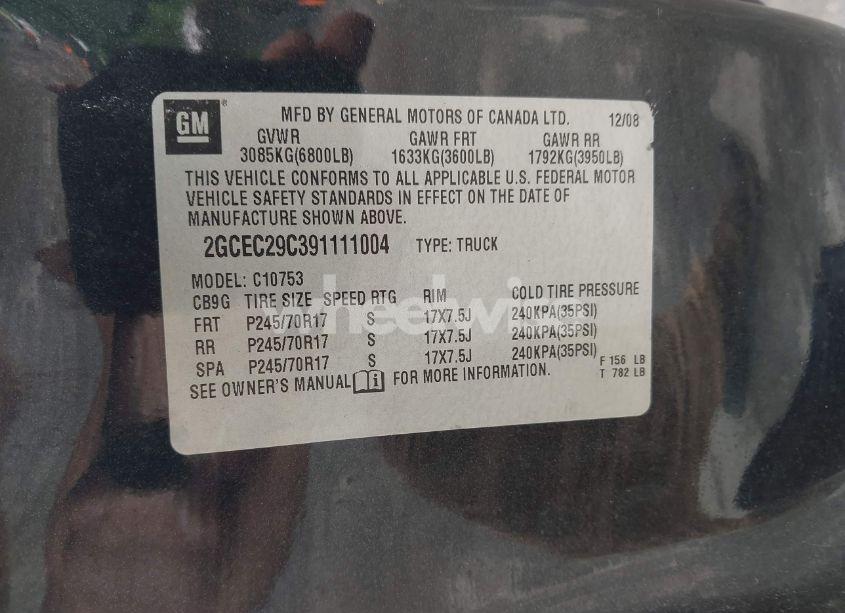 GM
MFD BY GENERAL MOTORS OF CANADA LTD. 12/08
GVWR GAWR FRT GAWR RR
3085KG(6800LB) 1633KG(3600LB) 1792KG(3950LB)
THIS VEHICLE CONFORMS TO ALL APPLICABLE U.S. FEDERAL MOTOR
VEHICLE SAFETY STANDARDS IN EFFECT ON THE DATE OF
MANUFACTURE SHOWN ABOVE.
2GCEC29C391111004 TYPE: TRUCK
MODEL: C10753
CB9G TIRE SIZE SPEED RTG RIM COLD TIRE PRESSURE
FRT P245/70R17 S 17X7.5J 240KPA(35PSI)
RR P245/70R17 S 17X7.5J 240KPA(35PSI)
SPA P245/70R17 S 17X7.5J 240KPA(35PSI)
F 156 LB
T 782 LB
SEE OWNER'S MANUAL FOR MORE INFORMATION.
wheelwire